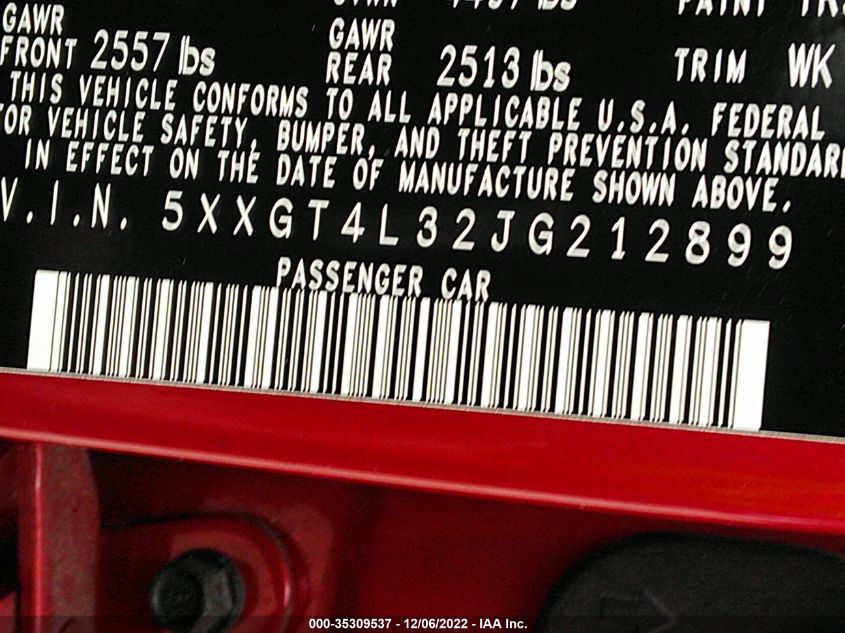 GAWR FRONT 2557 lbs GAWR REAR 2513 lbs TRIM WK
THIS VEHICLE CONFORMS TO ALL APPLICABLE U.S.A. FEDERAL
OR VEHICLE SAFETY, BUMPER, AND THEFT PREVENTION STANDAR
IN EFFECT ON THE DATE OF MANUFACTURE SHOWN ABOVE.
V.I.N. 5XXGT4L32JG212899
PASSENGER CAR
000-35309537 - 12/06/2022 - IAA Inc.